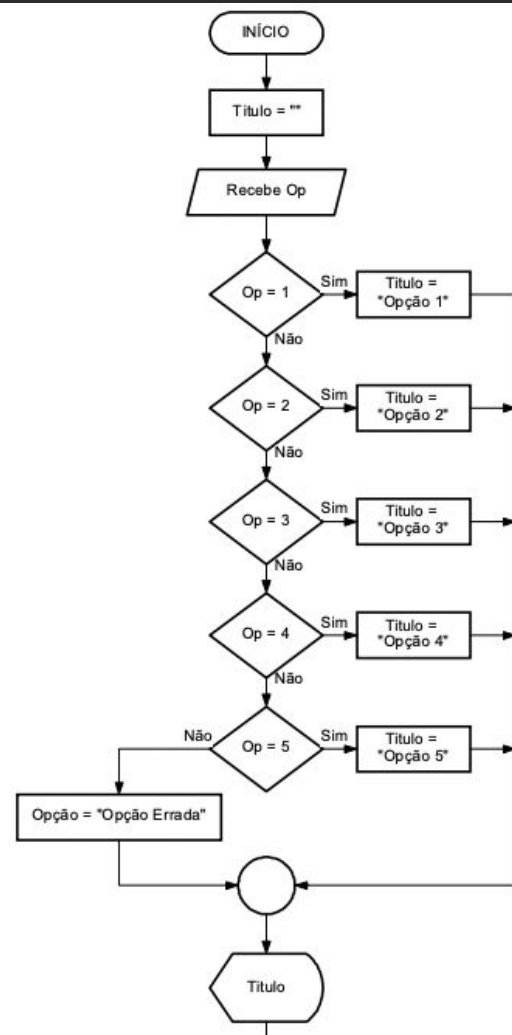 INÍCIO
Titulo = ""
Recebe Op
Op = 1
Sim
Titulo =
"Opção 1"
Não
Op = 2
Sim
Titulo =
"Opção 2"
Não
Op = 3
Sim
Titulo =
"Opção 3"
Não
Op = 4
Sim
Titulo =
"Opção 4"
Não
Não
Op = 5
Sim
Titulo =
"Opção 5"
Opção = "Opção Errada"
Titulo